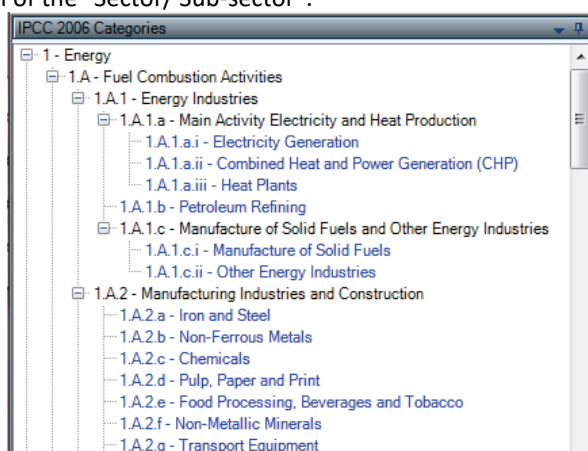 of the "Sector/ Sub-sector".
IPCC 2006 Categories
1 - Energy
1.A - Fuel Combustion Activities
1.A.1 - Energy Industries
1.A.1.a - Main Activity Electricity and Heat Production
1.A.1.a.i - Electricity Generation
1.A.1.a.ii - Combined Heat and Power Generation (CHP)
1.A.1.a.iii - Heat Plants
1.A.1.b - Petroleum Refining
1.A.1.c - Manufacture of Solid Fuels and Other Energy Industries
1.A.1.c.i - Manufacture of Solid Fuels
1.A.1.c.ii - Other Energy Industries
1.A.2 - Manufacturing Industries and Construction
1.A.2.a - Iron and Steel
1.A.2.b - Non-Ferrous Metals
1.A.2.c - Chemicals
1.A.2.d - Pulp, Paper and Print
1.A.2.e - Food Processing, Beverages and Tobacco
1.A.2.f - Non-Metallic Minerals
1.A.2.g - Transport Equipment